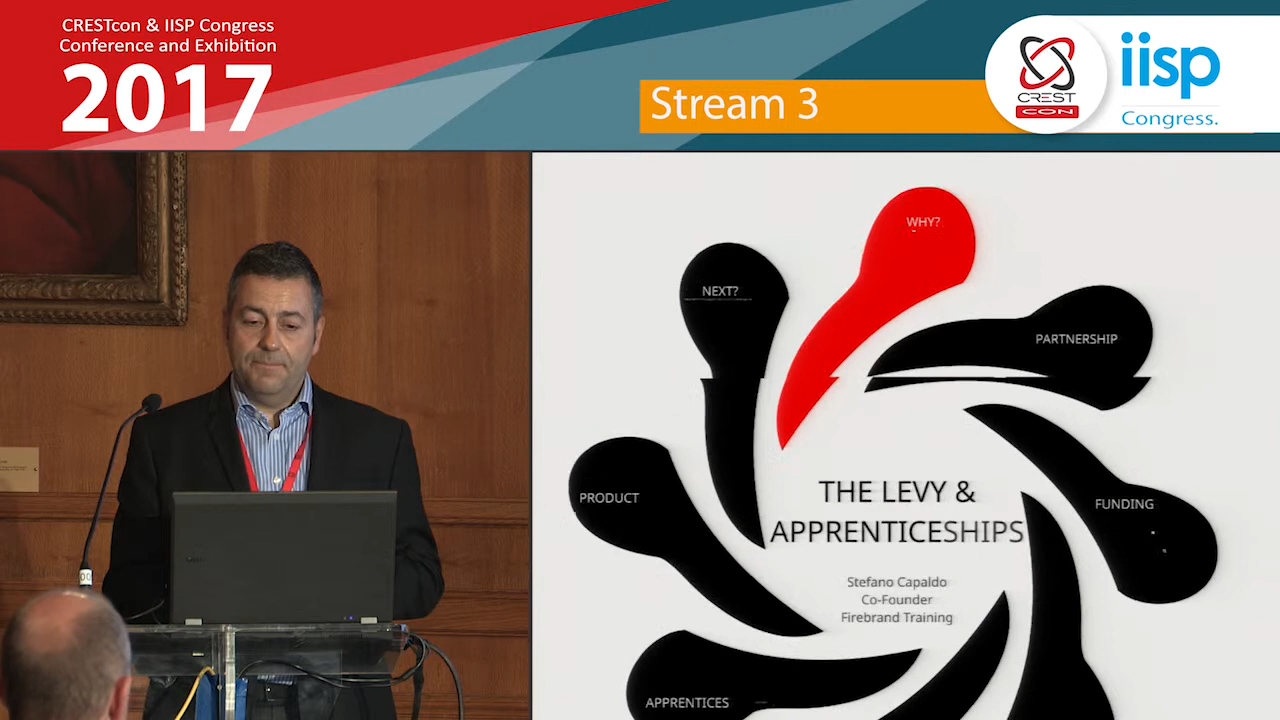 CRESTcon & IISP Congress
Conference and Exhibition
2017
Stream 3
CREST
CON
iisp
Congress.
WHY?
NEXT?
PARTNERSHIP
PRODUCT
FUNDING
THE LEVY &
APPRENTICESHIPS
Stefano Capaldo
Co-Founder
Firebrand Training
APPRENTICES